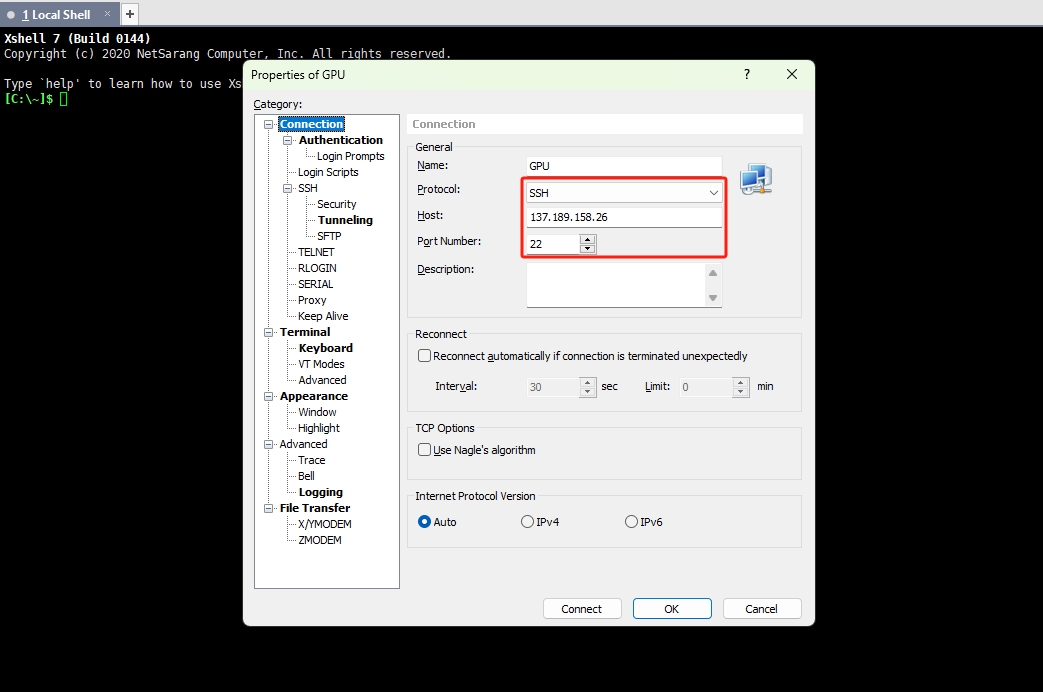 1 Local Shell × +
Xshell 7 (Build 0144)
Copyright (c) 2020 NetSarang Computer, Inc. All rights reserved.
Type `help' to learn how to use Xs
[C:\~]$
Properties of GPU ? ×
Category:
Connection
Authentication
Login Prompts
Login Scripts
SSH
Security
Tunneling
SFTP
TELNET
RLOGIN
SERIAL
Proxy
Keep Alive
Terminal
Keyboard
VT Modes
Advanced
Appearance
Window
Highlight
Advanced
Trace
Bell
Logging
File Transfer
X/YMODEM
ZMODEM
Connection
General
Name: GPU
Protocol: SSH
Host: 137.189.158.26
Port Number: 22
Description:
Reconnect
Reconnect automatically if connection is terminated unexpectedly
Interval: 30 sec Limit: 0 min
TCP Options
Use Nagle's algorithm
Internet Protocol Version
Auto IPv4 IPv6
Connect OK Cancel